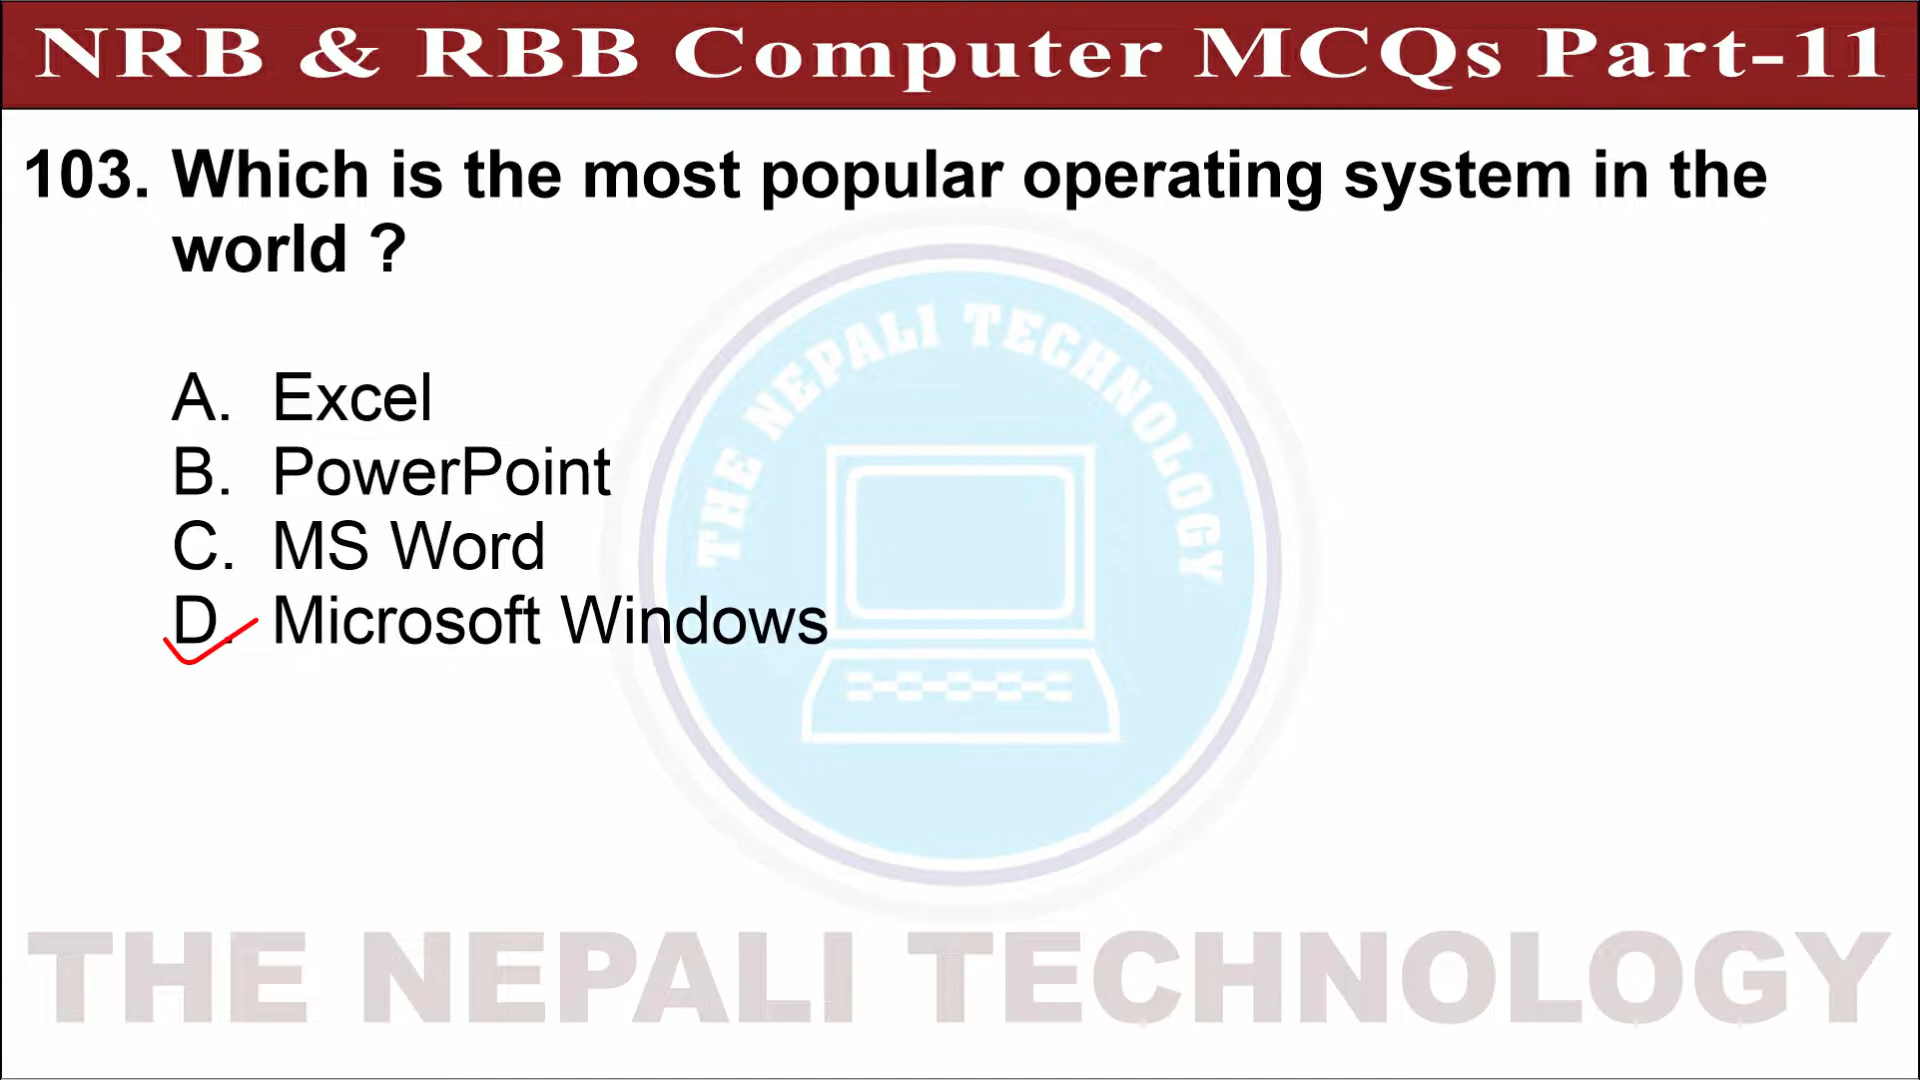 NRB & RBB Computer MCQs Part-11
103. Which is the most popular operating system in the
world ?
THE NEPALI TECHNOLOGY
A. Excel
B. PowerPoint
C. MS Word
D. Microsoft Windows
THE NEPALI TECHNOLOGY